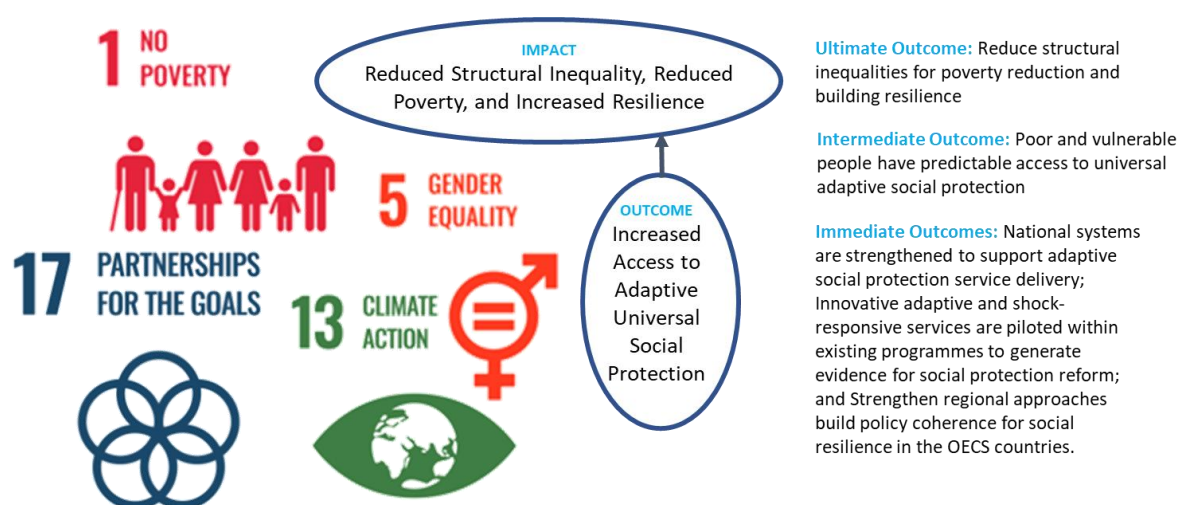 1 NO
POVERTY
5 GENDER
EQUALITY
17 PARTNERSHIPS
FOR THE GOALS
13 CLIMATE
ACTION
IMPACT
Reduced Structural Inequality, Reduced
Poverty, and Increased Resilience
OUTCOME
Increased
Access to
Adaptive
Universal
Social
Protection
Ultimate Outcome: Reduce structural
inequalities for poverty reduction and
building resilience
Intermediate Outcome: Poor and vulnerable
people have predictable access to universal
adaptive social protection
Immediate Outcomes: National systems
are strengthened to support adaptive
social protection service delivery;
Innovative adaptive and shock-
responsive services are piloted within
existing programmes to generate
evidence for social protection reform;
and Strengthen regional approaches
build policy coherence for social
resilience in the OECS countries.